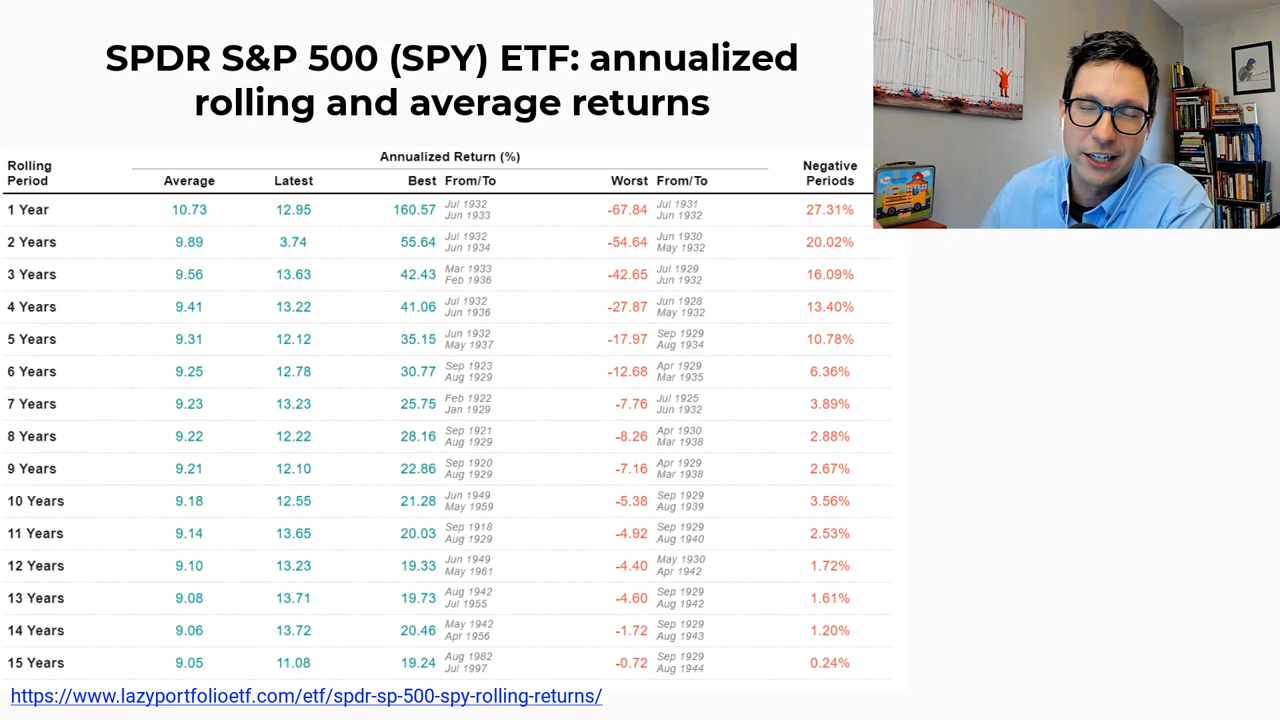 SPDR S&P 500 (SPY) ETF: annualized
rolling and average returns
Annualized Return (%)
Rolling Period Average Latest Best From/To Worst From/To Negative Periods
1 Year 10.73 12.95 160.57 Jul 1932 Jun 1933 -67.84 Jul 1931 Jun 1932 27.31%
2 Years 9.89 3.74 55.64 Jul 1932 Jun 1934 -54.64 Jun 1930 May 1932 20.02%
3 Years 9.56 13.63 42.43 Mar 1933 Feb 1936 -42.65 Jul 1929 Jun 1932 16.09%
4 Years 9.41 13.22 41.06 Jul 1932 Jun 1936 -27.87 Jun 1928 May 1932 13.40%
5 Years 9.31 12.12 35.15 Jun 1932 May 1937 -17.97 Sep 1929 Aug 1934 10.78%
6 Years 9.25 12.78 30.77 Sep 1923 Aug 1929 -12.68 Apr 1929 Mar 1935 6.36%
7 Years 9.23 13.23 25.75 Feb 1922 Jan 1929 -7.76 Jul 1925 Jun 1932 3.89%
8 Years 9.22 12.22 28.16 Sep 1921 Aug 1929 -8.26 Apr 1930 Mar 1938 2.88%
9 Years 9.21 12.10 22.86 Sep 1920 Aug 1929 -7.16 Apr 1929 Mar 1938 2.67%
10 Years 9.18 12.55 21.28 Jun 1949 May 1959 -5.38 Sep 1929 Aug 1939 3.56%
11 Years 9.14 13.65 20.03 Sep 1918 Aug 1929 -4.92 Sep 1929 Aug 1940 2.53%
12 Years 9.10 13.23 19.33 Jun 1949 May 1961 -4.40 May 1930 Apr 1942 1.72%
13 Years 9.08 13.71 19.73 Aug 1942 Jul 1955 -4.60 Sep 1929 Aug 1942 1.61%
14 Years 9.06 13.72 20.46 May 1942 Apr 1956 -1.72 Sep 1929 Aug 1943 1.20%
15 Years 9.05 11.08 19.24 Aug 1982 Jul 1997 -0.72 Sep 1929 Aug 1944 0.24%
https://www.lazyportfolioetf.com/etf/spdr-sp-500-spy-rolling-returns/